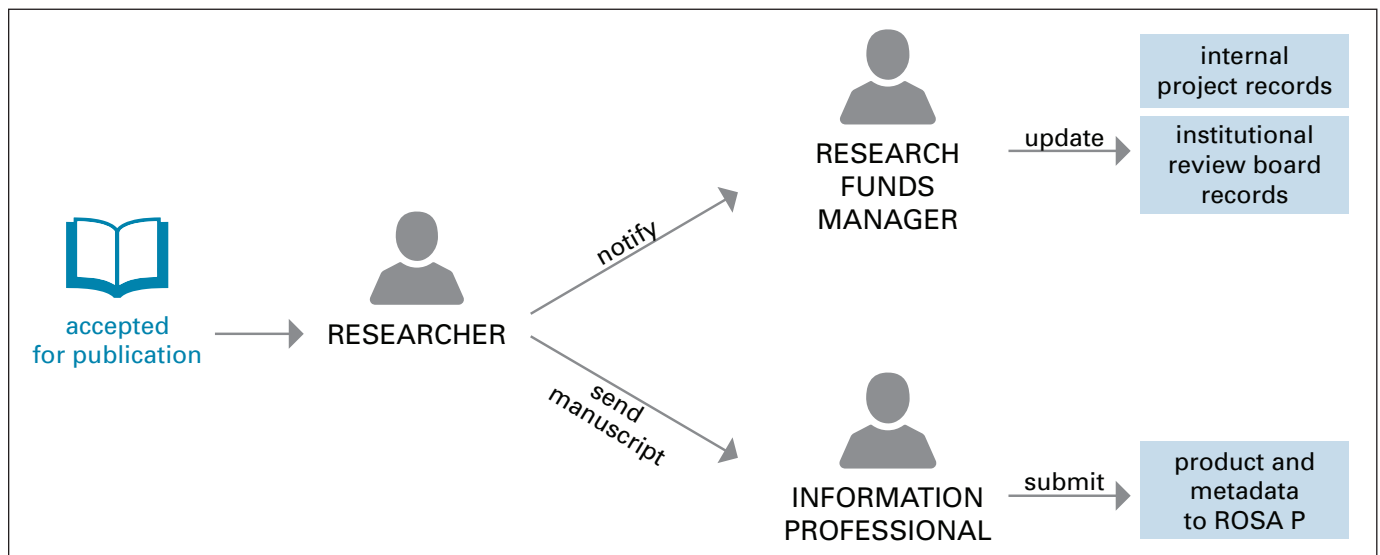 accepted
for publication
RESEARCHER
notify
send
manuscript
RESEARCH
FUNDS
MANAGER
update
internal
project records
institutional
review board
records
INFORMATION
PROFESSIONAL
submit
product and
metadata
to ROSA P